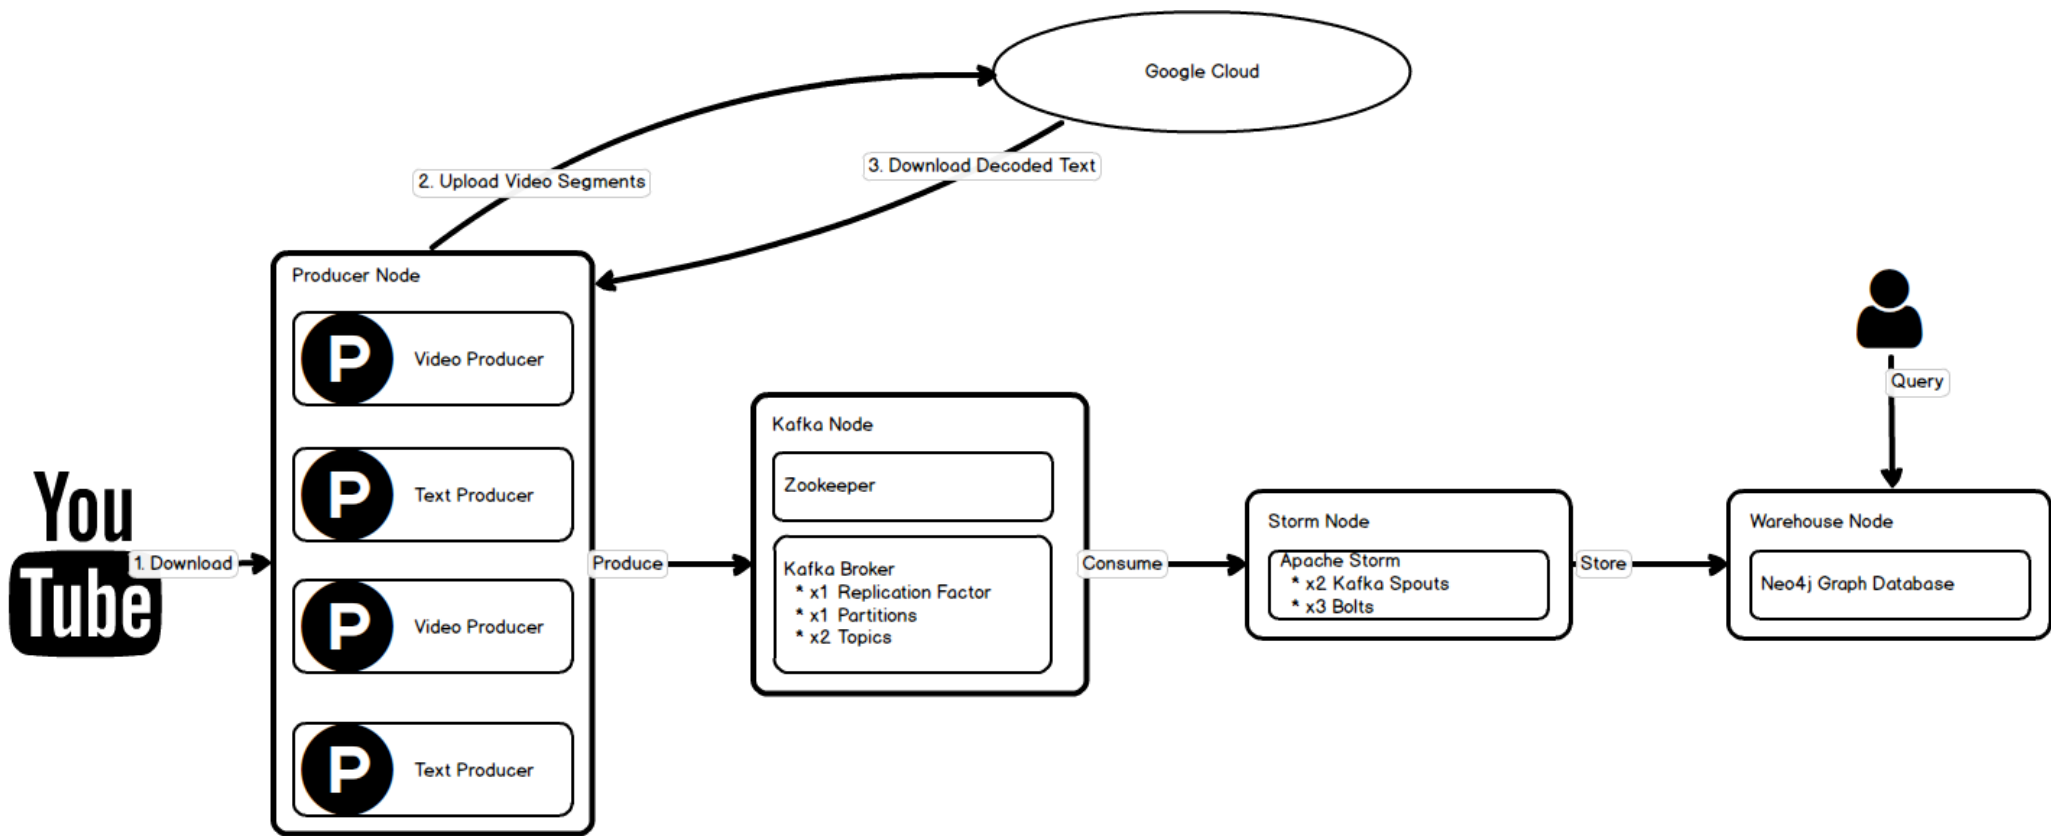 Google Cloud
2. Upload Video Segments
3. Download Decoded Text
Producer Node
P
Video Producer
P
Text Producer
P
Video Producer
P
Text Producer
You
Tube
1. Download
Produce
Kafka Node
Zookeeper
Kafka Broker
* x1 Replication Factor
* x1 Partitions
* x2 Topics
Consume
Storm Node
Apache Storm
* x2 Kafka Spouts
* x3 Bolts
Store
Query
Warehouse Node
Neo4j Graph Database